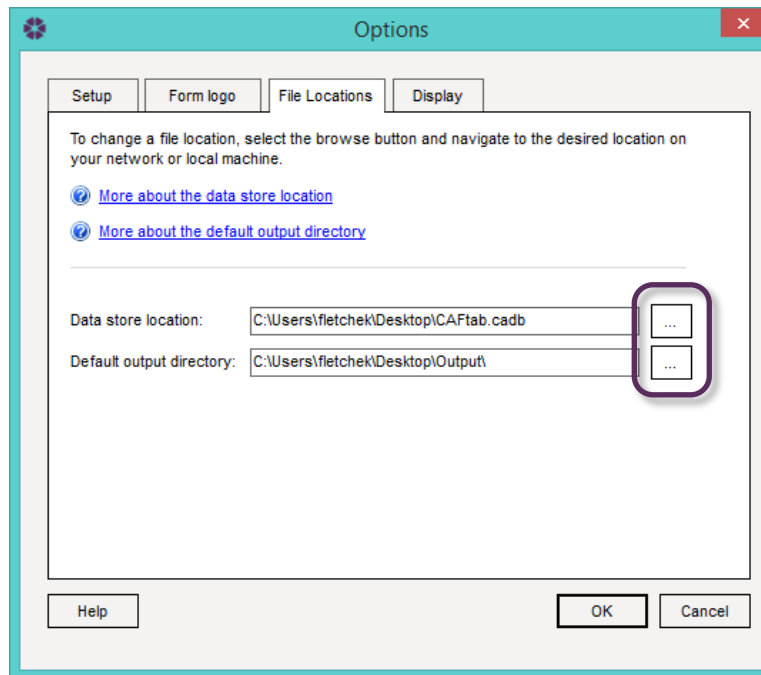 Options
Setup
Form logo
File Locations
Display
To change a file location, select the browse button and navigate to the desired location on
your network or local machine.
More about the data store location
More about the default output directory
Data store location:
C:\Users\fletchek\Desktop\CAFtab.cadb
...
Default output directory:
C:\Users\fletchek\Desktop\Output\
...
Help
OK
Cancel